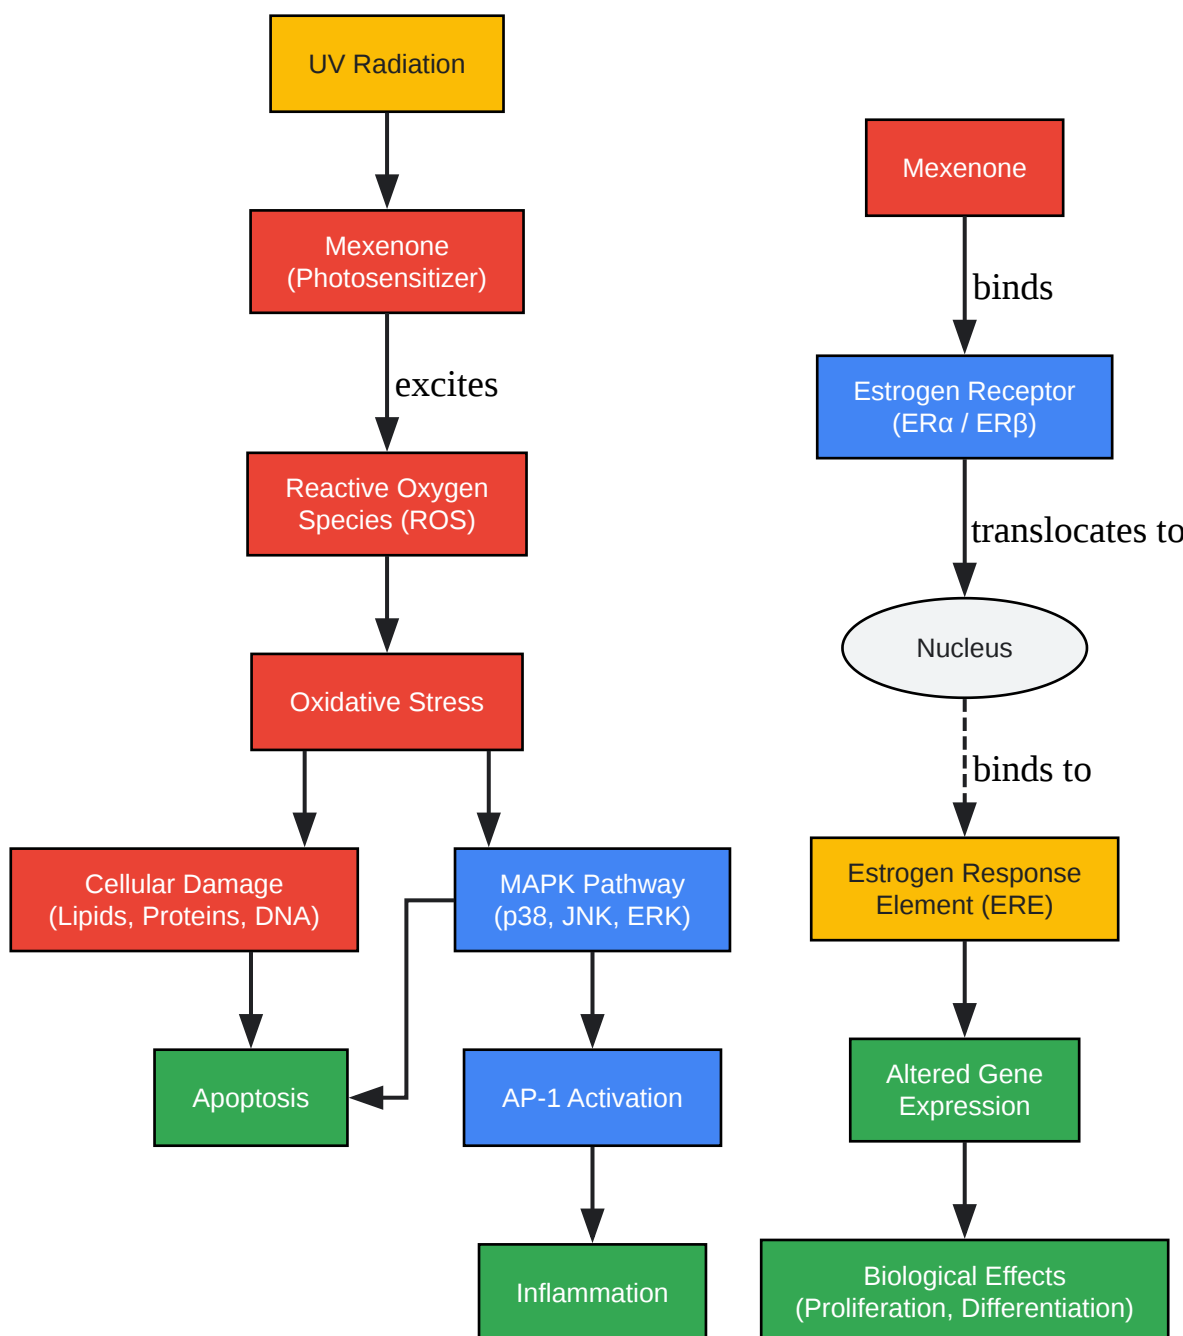 UV Radiation
Mexenone
(Photosensitizer)
excites
Reactive Oxygen
Species (ROS)
Oxidative Stress
Cellular Damage
(Lipids, Proteins, DNA)
MAPK Pathway
(p38, JNK, ERK)
Apoptosis
AP-1 Activation
Inflammation
Mexenone
binds
Estrogen Receptor
(ERα / ERβ)
translocates to
Nucleus
binds to
Estrogen Response
Element (ERE)
Altered Gene
Expression
Biological Effects
(Proliferation, Differentiation)